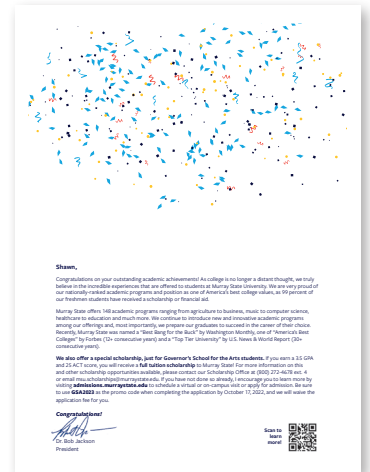 Shawn,
Congratulations on your outstanding academic achievements! As college is no longer a distant thought, we truly
believe in the incredible experiences that are offered to students at Murray State University. We are very proud of
our nationally-ranked academic programs and position as one of America's best college values, as 99 percent of
our freshmen students have received a scholarship or financial aid.
Murray State offers 148 academic programs ranging from agriculture to business, music to computer science,
healthcare to education and much more. We continue to introduce new and innovative academic programs
among our offerings and, most importantly, we prepare our graduates to succeed in the career of their choice.
Recently, Murray State was named a "Best Bang for the Buck" by Washington Monthly, one of "America's Best
Colleges" by Forbes (12+ consecutive years) and a "Top Tier University" by U.S. News & World Report (30+
consecutive years).
We also offer a special scholarship, just for Governor's School for the Arts students. If you earn a 3.5 GPA
and 25 ACT score, you will receive a full tuition scholarship to Murray State! For more information on this
and other scholarship opportunities available, please contact our Scholarship Office at (800) 272-4678 ext. 4
or email msu.scholarships@murraystate.edu. If you have not done so already, I encourage you to learn more by
visiting admissions.murraystate.edu to schedule a virtual or on-campus visit or apply for admission. Be sure
to use GSA2023 as the promo code when completing the application by October 17, 2022, and we will waive the
application fee for you.
Congratulations!
Dr. Bob Jackson
President
Scan to
learn
more!